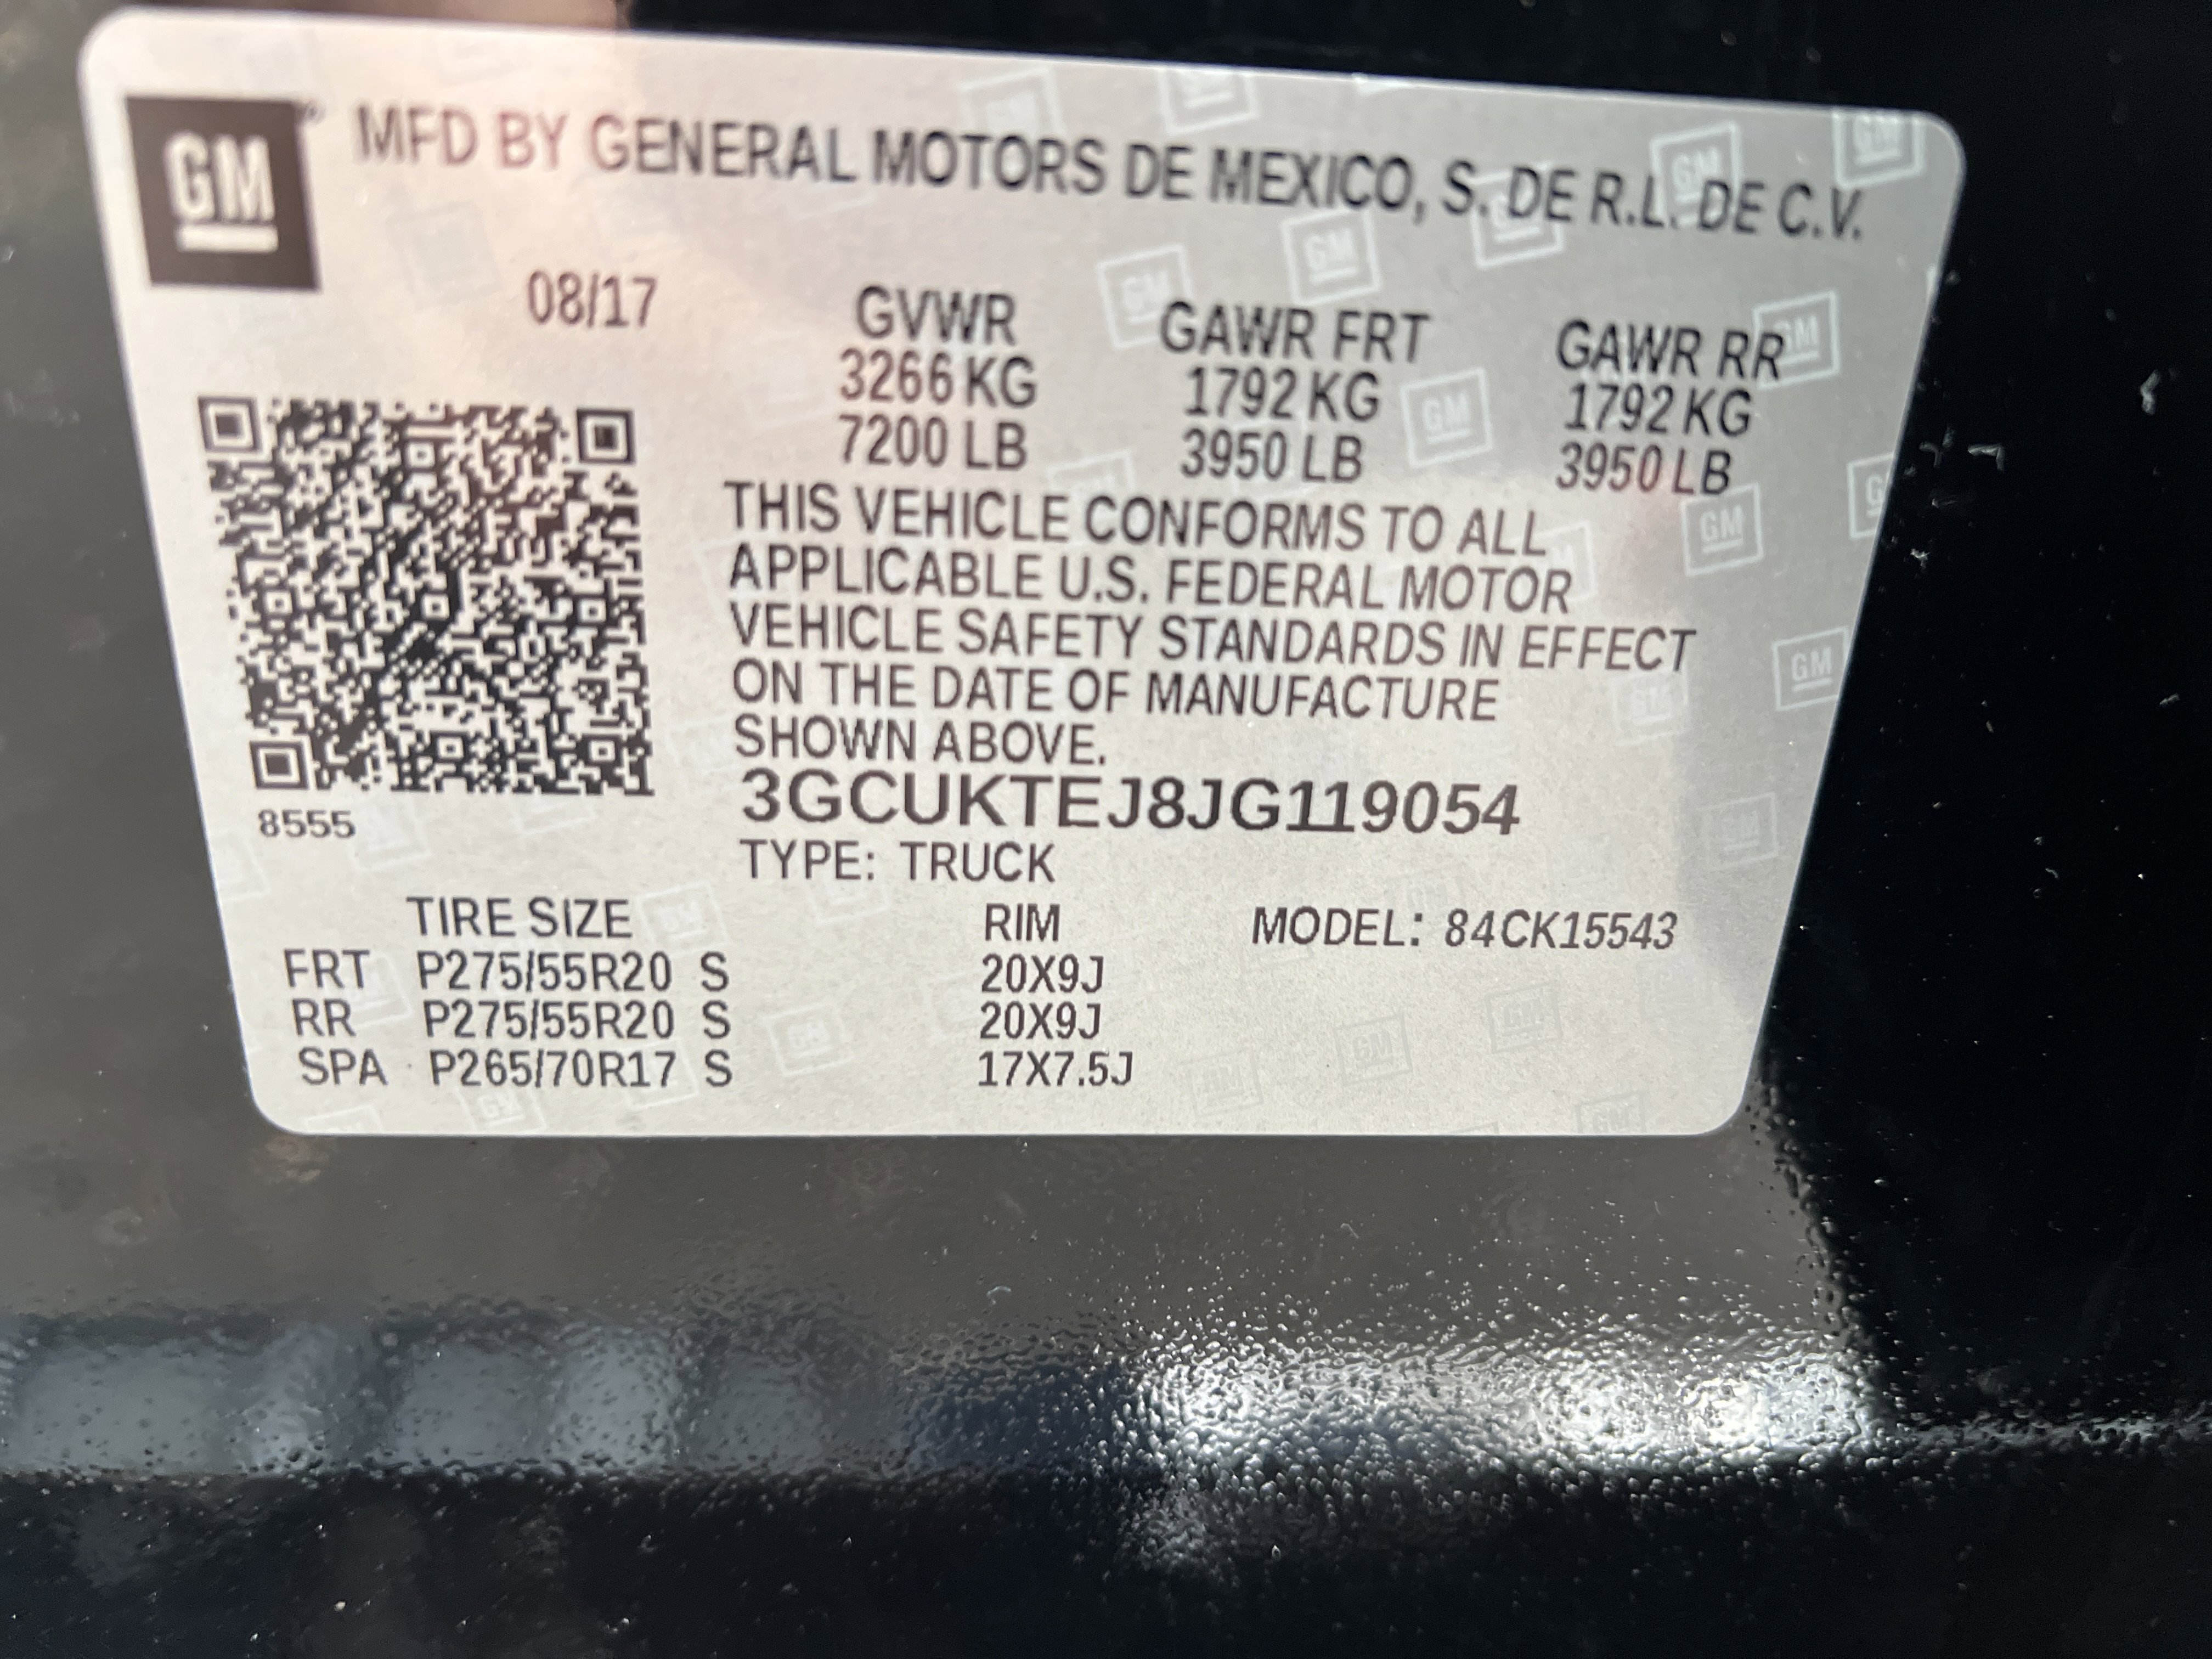 GM MFD BY GENERAL MOTORS DE MEXICO, S. DE R.L. DE C.V.
08/17 GVWR GAWR FRT GAWR RR
3266 KG 1792 KG 1792 KG
7200 LB 3950 LB 3950 LB
THIS VEHICLE CONFORMS TO ALL
APPLICABLE U.S. FEDERAL MOTOR
VEHICLE SAFETY STANDARDS IN EFFECT
ON THE DATE OF MANUFACTURE
SHOWN ABOVE.
3GCUKTEJ8JG119054
8555
TYPE: TRUCK
TIRE SIZE RIM MODEL: 84CK15543
FRT P275/55R20 S 20X9J
RR P275/55R20 S 20X9J
SPA P265/70R17 S 17X7.5J